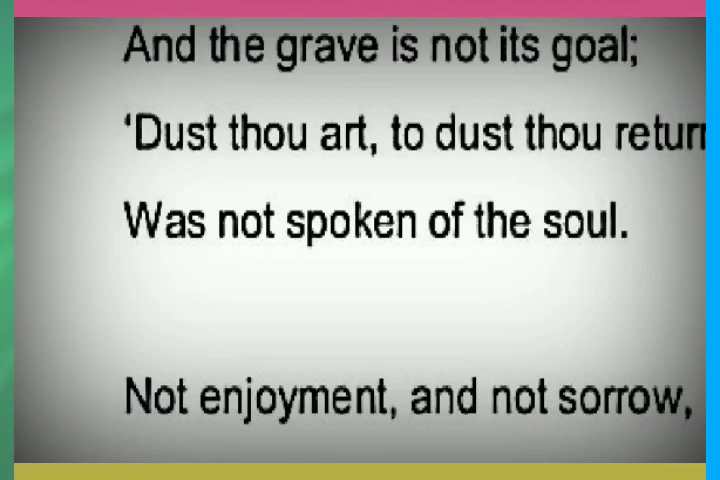 And the grave is not its goal;
‘Dust thou art, to dust thou return
Was not spoken of the soul.
Not enjoyment, and not sorrow,